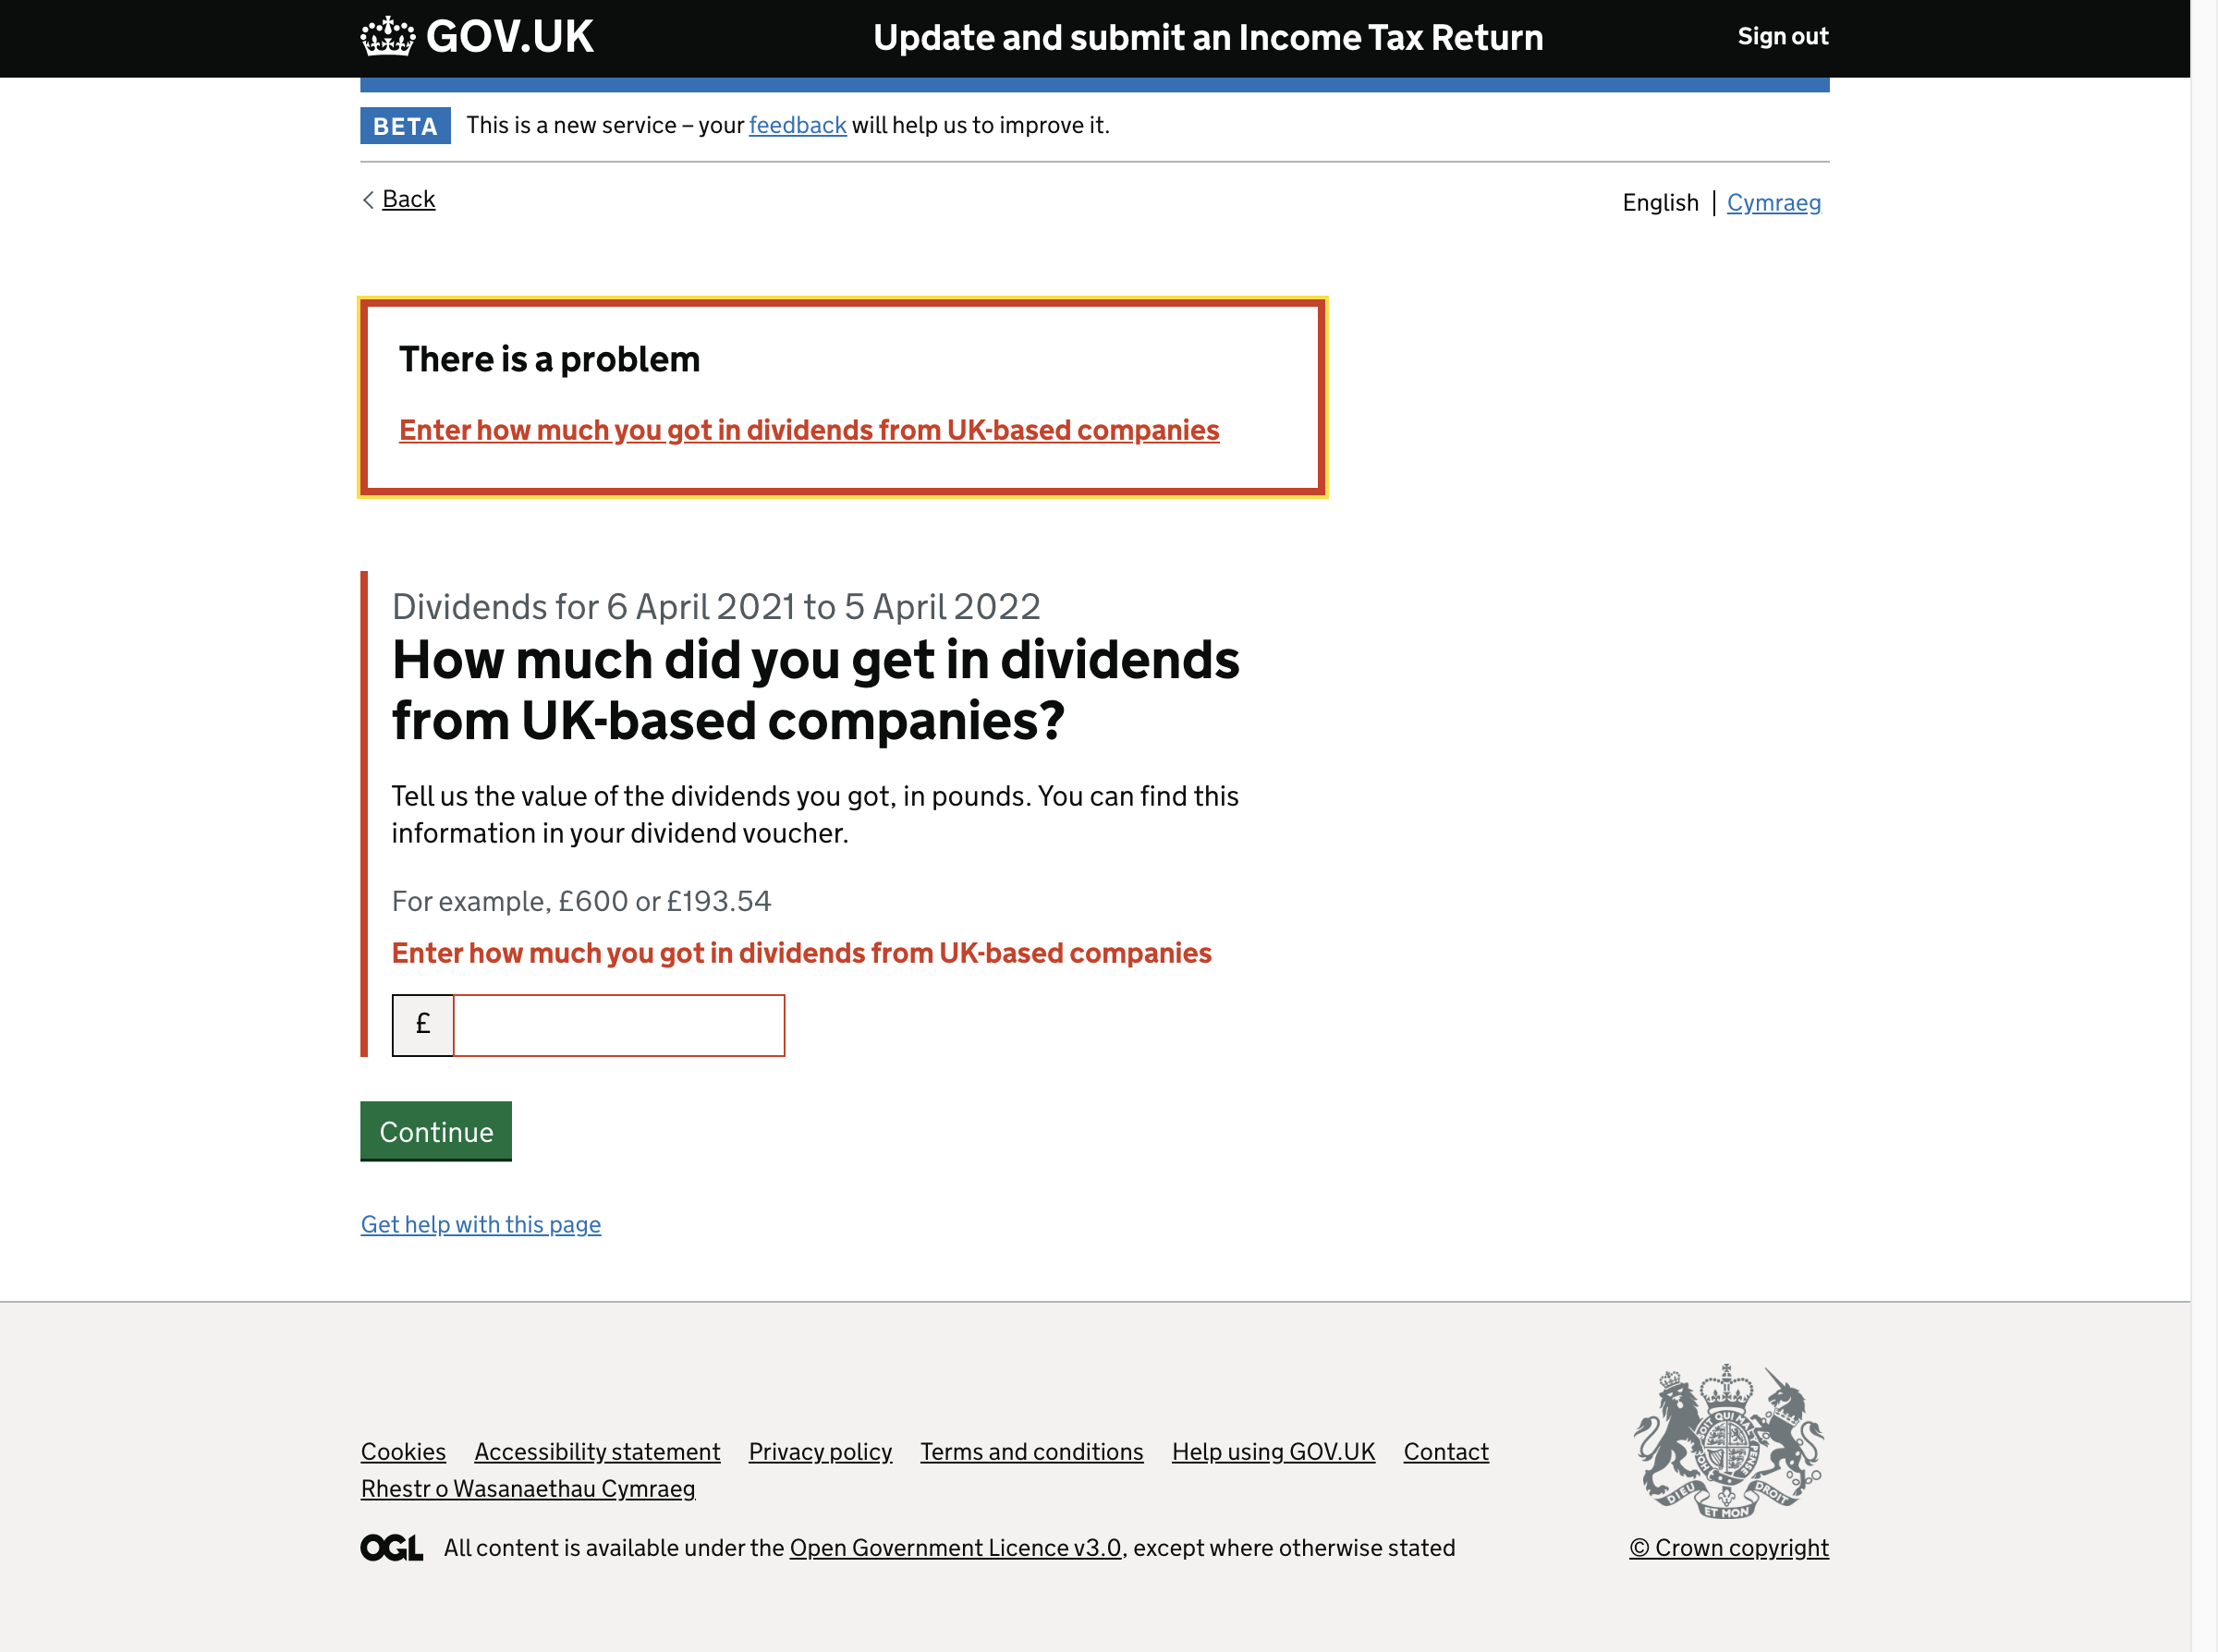 GOV.UK
Update and submit an Income Tax Return
Sign out
BETA
This is a new service – your feedback will help us to improve it.
Back
English | Cymraeg
There is a problem
Enter how much you got in dividends from UK-based companies
Dividends for 6 April 2021 to 5 April 2022
How much did you get in dividends
from UK-based companies?
Tell us the value of the dividends you got, in pounds. You can find this
information in your dividend voucher.
For example, £600 or £193.54
Enter how much you got in dividends from UK-based companies
£
Continue
Get help with this page
Cookies Accessibility statement Privacy policy Terms and conditions Help using GOV.UK Contact
Rhestr o Wasanaethau Cymraeg
OGL All content is available under the Open Government Licence v3.0, except where otherwise stated
DIEU ET MON DROIT
© Crown copyright